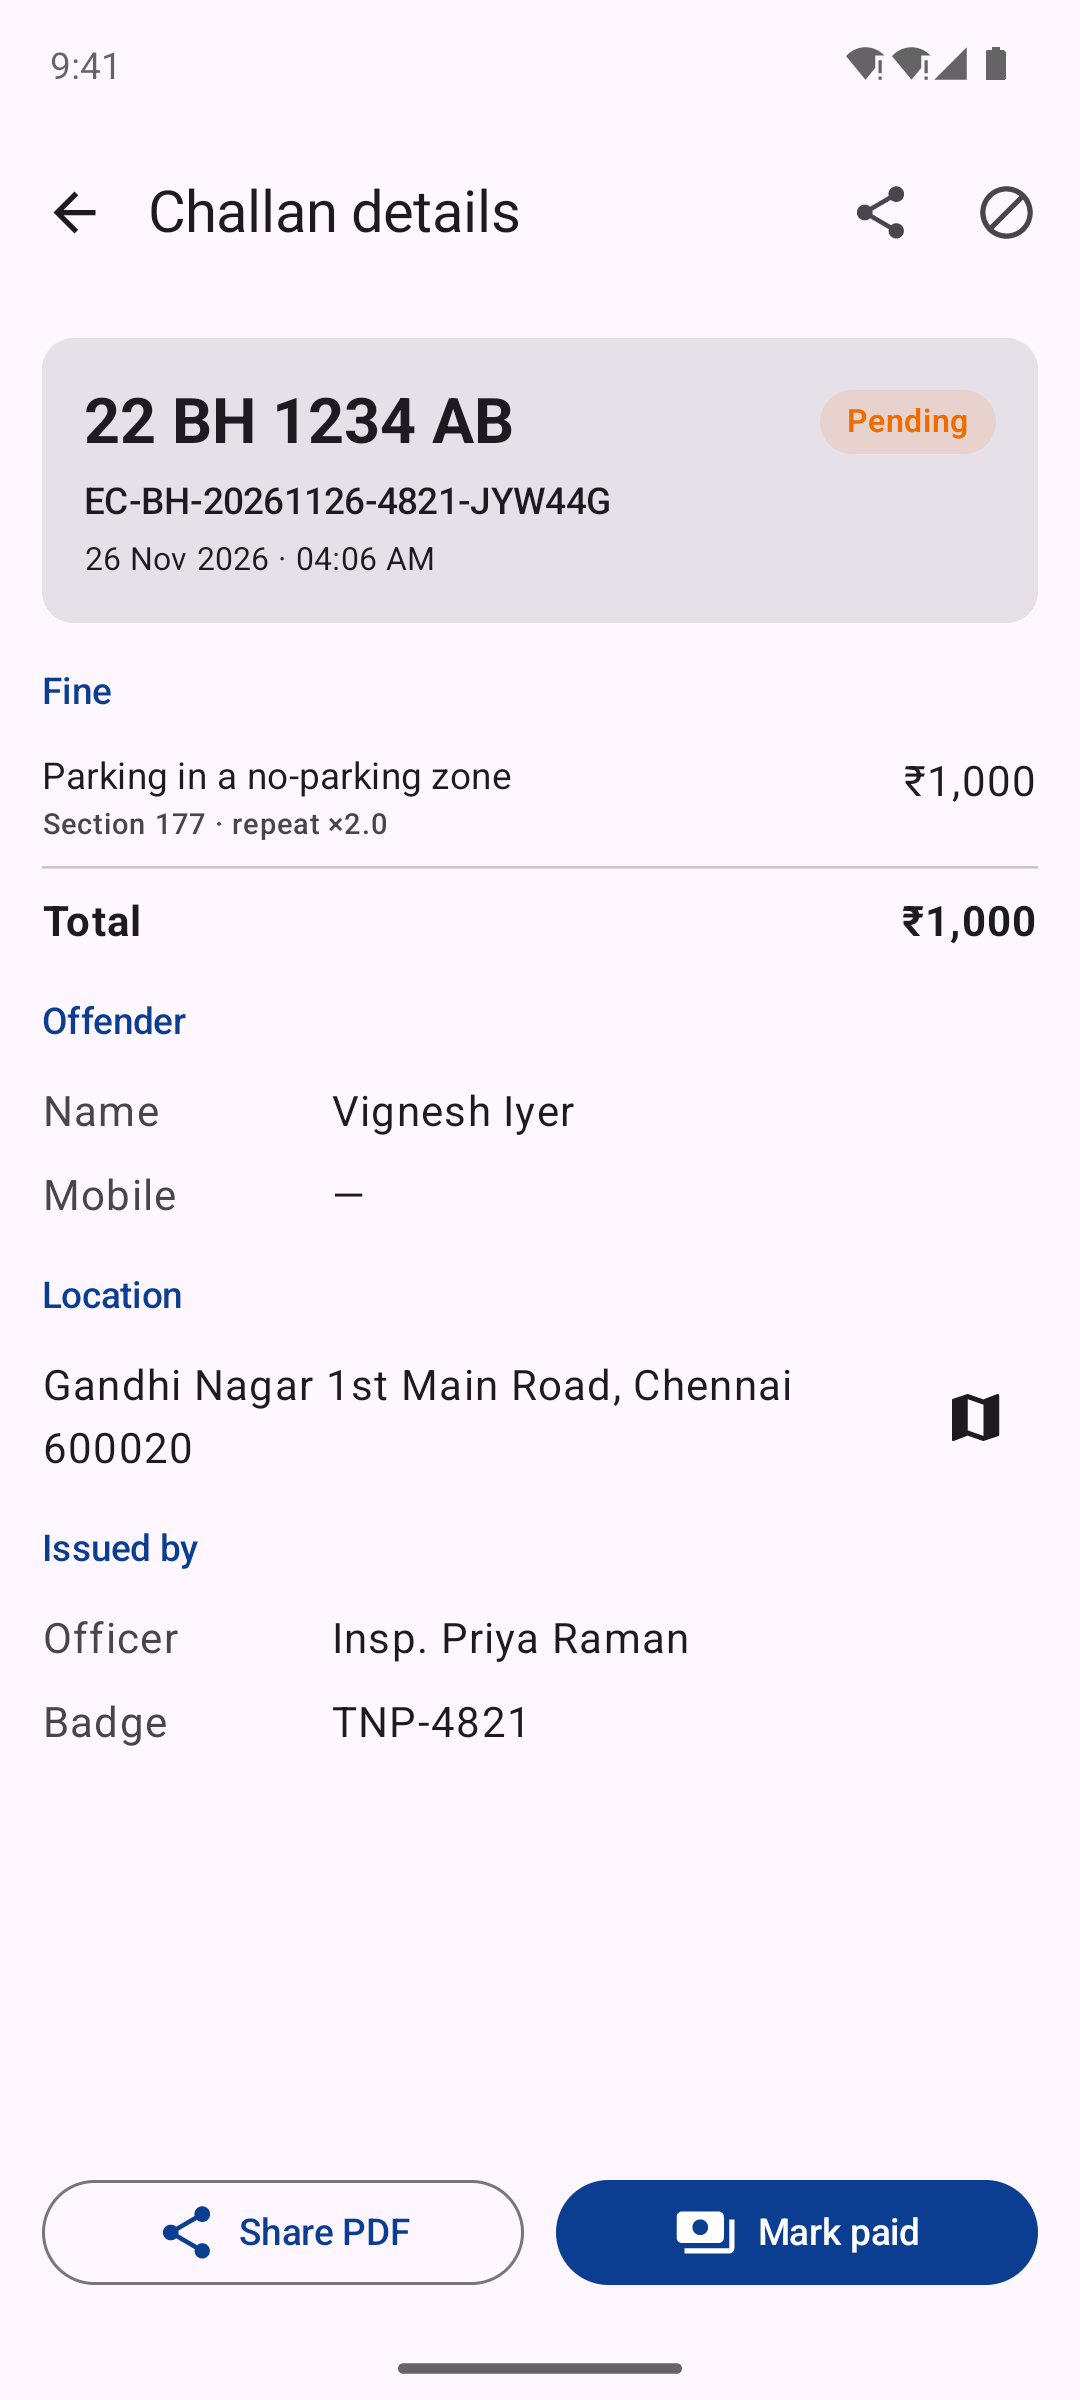 9:41
Challan details
22 BH 1234 AB
Pending
EC-BH-20261126-4821-JYW44G
26 Nov 2026 · 04:06 AM
Fine
Parking in a no-parking zone
₹1,000
Section 177 · repeat ×2.0
Total
₹1,000
Offender
Name
Vignesh Iyer
Mobile
—
Location
Gandhi Nagar 1st Main Road, Chennai
600020
Issued by
Officer
Insp. Priya Raman
Badge
TNP-4821
Share PDF
Mark paid